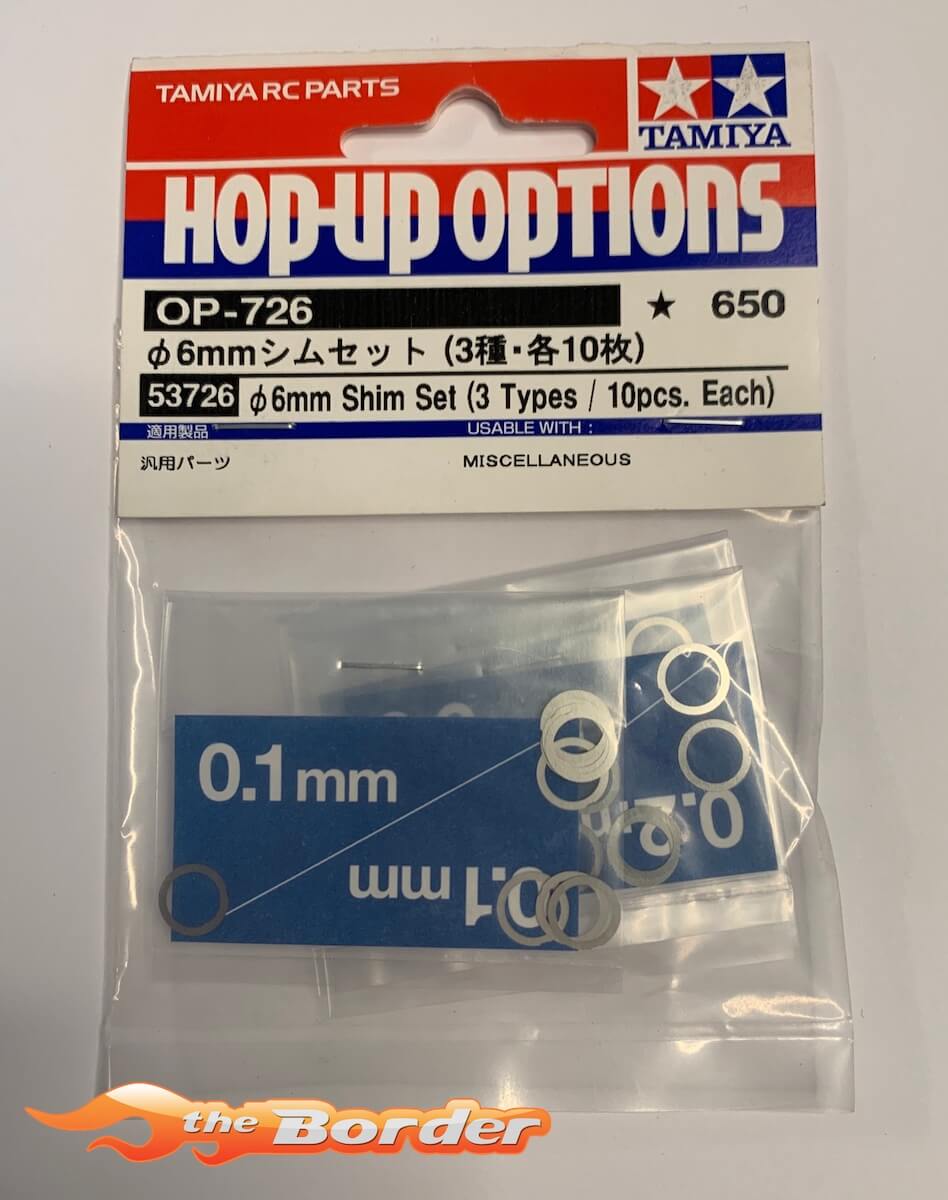 TAMIYA RC PARTS
TAMIYA
HOP-UP OPTIONS
OP-726 ★ 650
φ6mmシムセット (3種・各10枚)
53726 φ6mm Shim Set (3 Types / 10pcs. Each)
適用製品 USABLE WITH :
汎用パーツ MISCELLANEOUS
0.1mm
0.1mm
0.2m
the Border